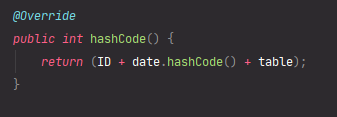 @Override
public int hashCode() {
return (ID + date.hashCode() + table);
}